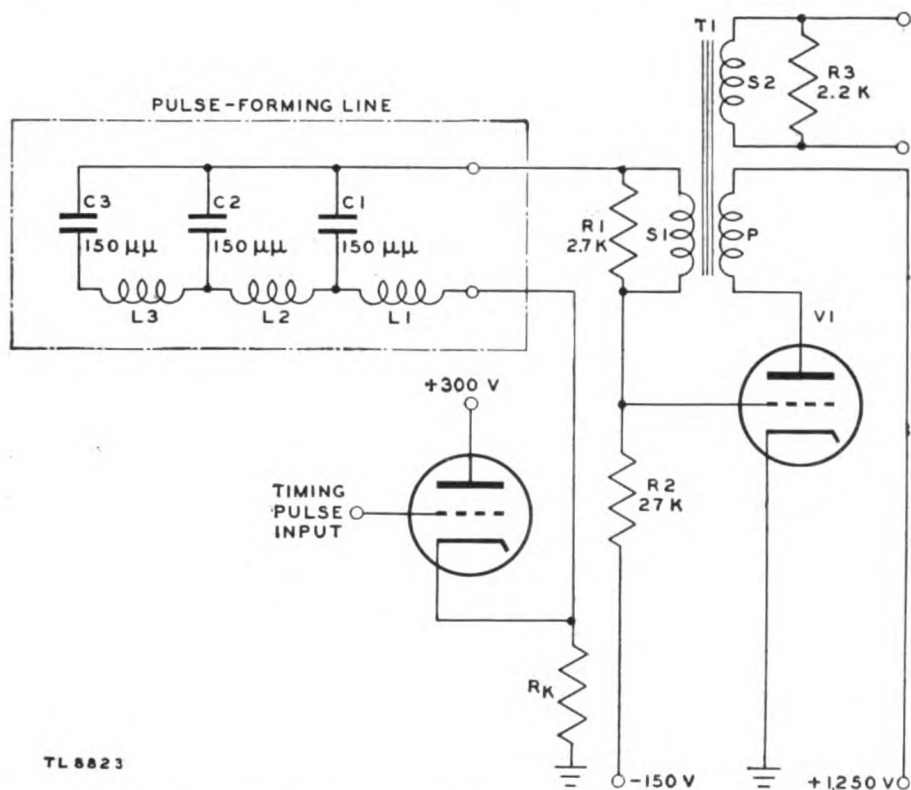 T1
S2
R3
2.2 K
PULSE-FORMING LINE
C3
150 μμ
C2
150 μμ
C1
150 μμ
L3
L2
L1
R1
2.7K
S1
P
V1
+300 V
TIMING
PULSE
INPUT
R2
27 K
RK
TL 8823
-150 V
+1,250 V